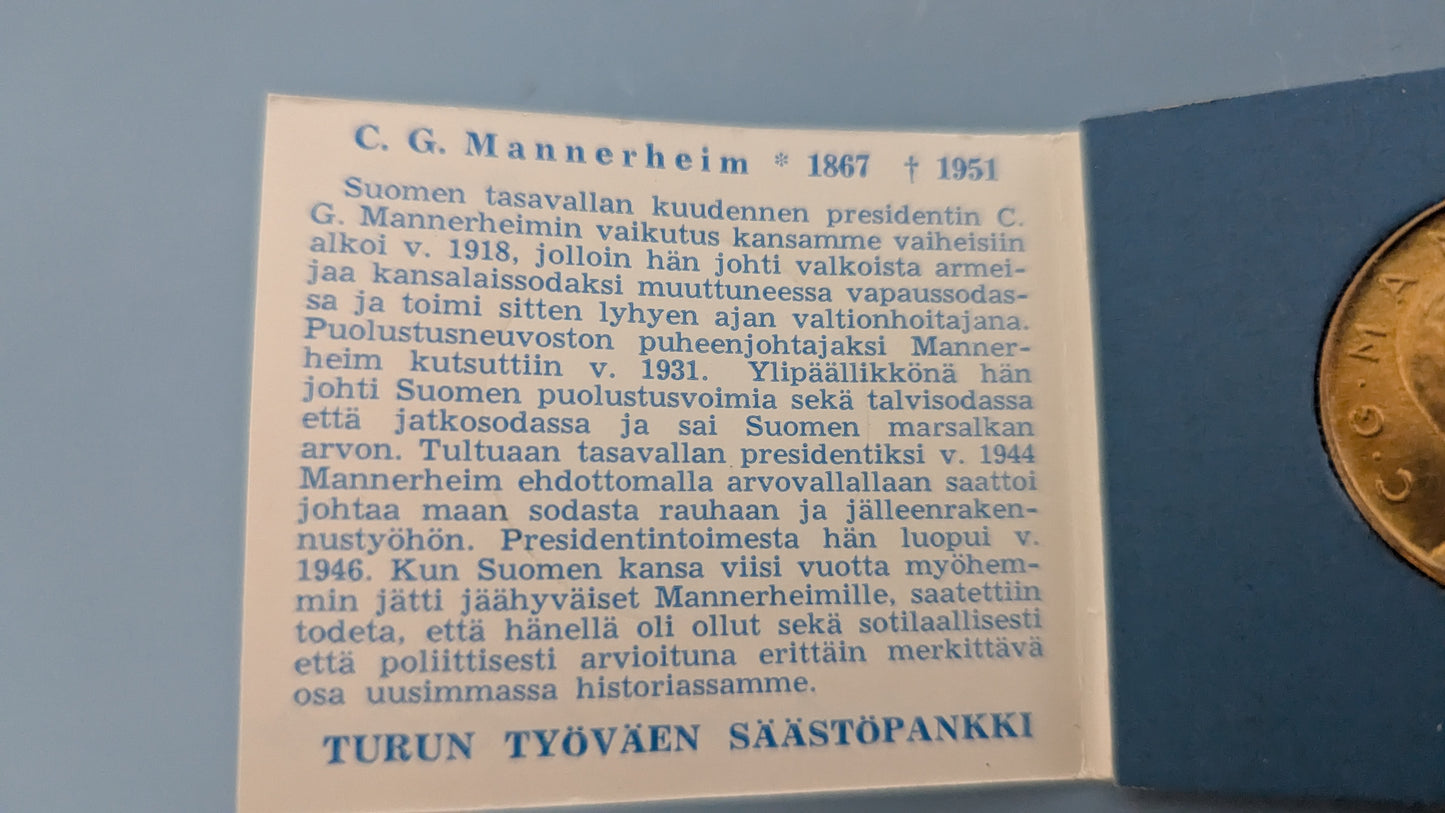 C. G. Mannerheim * 1867 † 1951
Suomen tasavallan kuudennen presidentin C.
G. Mannerheimin vaikutus kansamme vaiheisiin
alkoi v. 1918, jolloin hän johti valkoista armei-
jaa kansalaissodaksi muuttuneessa vapaussodas-
sa ja toimi sitten lyhyen ajan valtionhoitajana.
Puolustusneuvoston puheenjohtajaksi Manner-
heim kutsuttiin v. 1931. Ylipäällikkönä hän
johti Suomen puolustusvoimia sekä talvisodassa
että jatkosodassa ja sai Suomen marsalkan
arvon. Tultuaan tasavallan presidentiksi v. 1944
Mannerheim ehdottomalla arvovallallaan saattoi
johtaa maan sodasta rauhaan ja jälleenraken-
nustyöhön. Presidentintoimesta hän luopui v.
1946. Kun Suomen kansa viisi vuotta myöhem-
min jätti jäähyväiset Mannerheimille, saatettiin
todeta, että hänellä oli ollut sekä sotilaallisesti
että poliittisesti arvioituna erittäin merkittävä
osa uusimmassa historiassamme.
TURUN TYÖVÄEN SÄÄSTÖPANKKI
C · G · M A